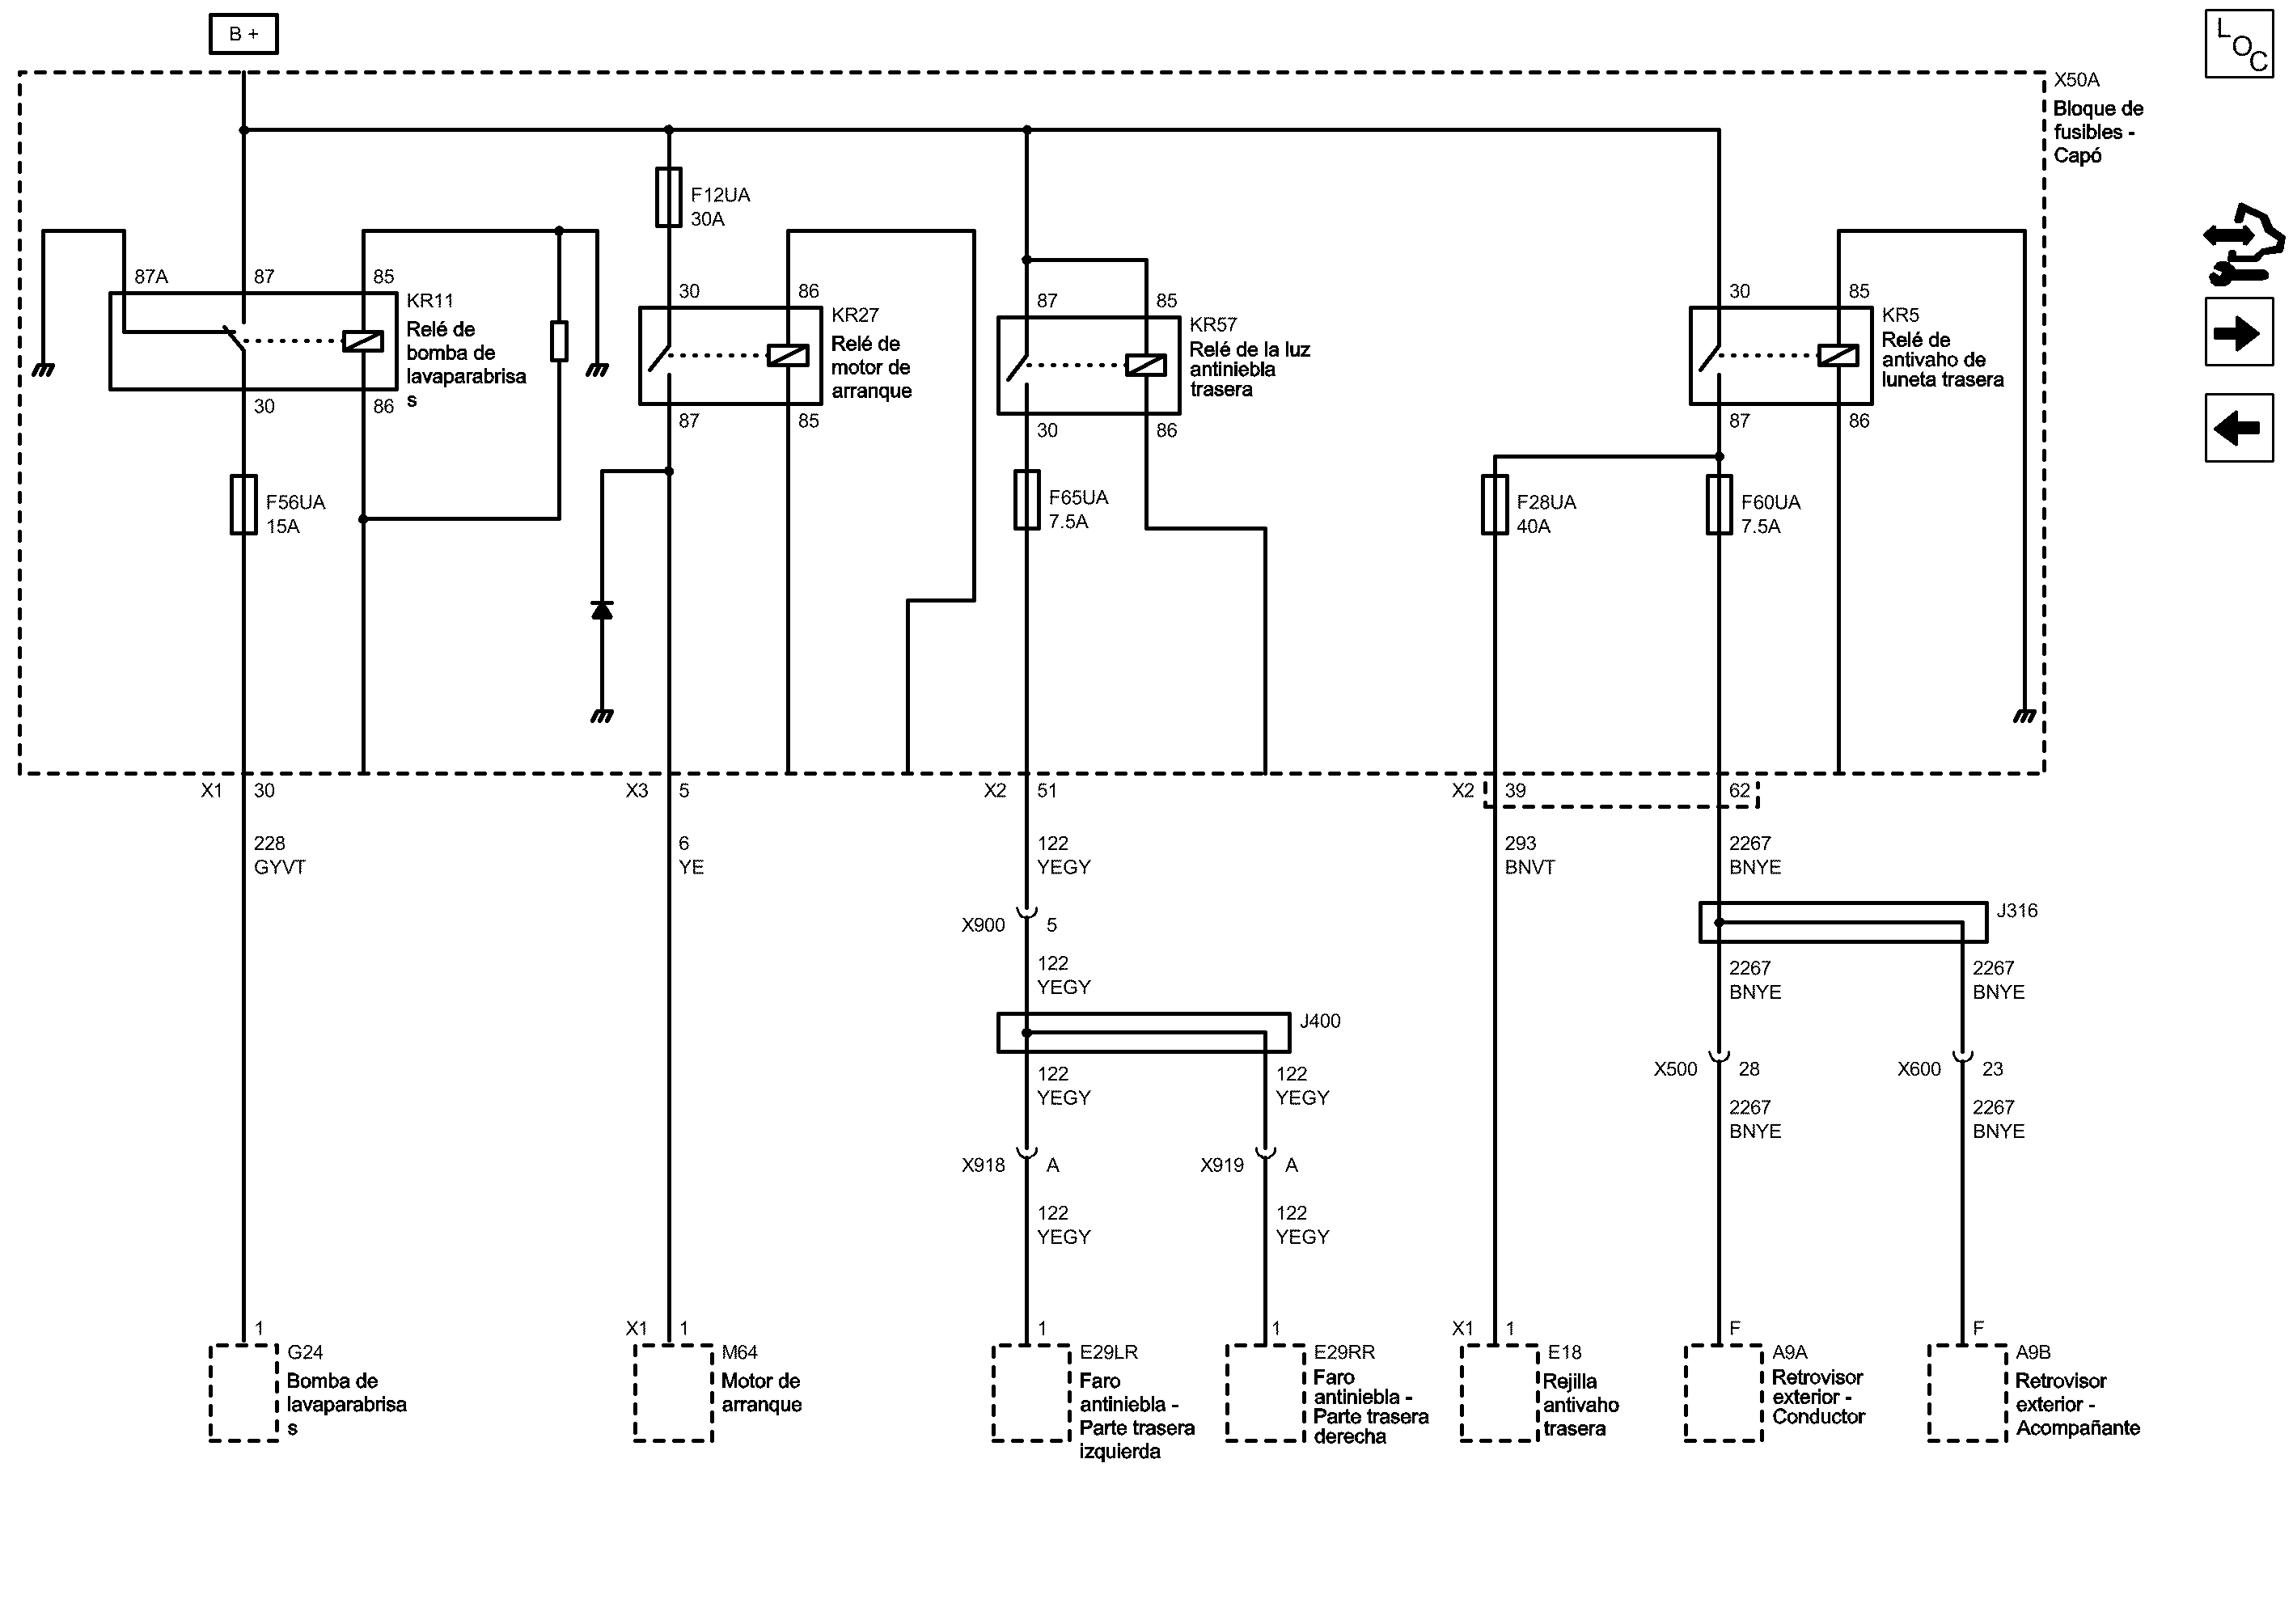 B +
LOC
X50A
Bloque de
fusibles -
Capó
F12UA
30A
87A
87
85
KR11
Relé de
bomba de
lavaparabrisa
s
30
86
30
86
KR27
Relé de
motor de
arranque
87
85
87
85
KR57
Relé de la luz
antiniebla
trasera
30
86
30
85
KR5
Relé de
antivaho de
luneta trasera
87
86
F56UA
15A
F65UA
7.5A
F28UA
40A
F60UA
7.5A
X1 30
X3 5
X2 51
X2 39
62
228
GYVT
6
YE
122
YEGY
293
BNVT
2267
BNYE
X900 5
J316
122
YEGY
2267
BNYE
2267
BNYE
J400
122
YEGY
122
YEGY
X500 28
X600 23
2267
BNYE
2267
BNYE
X918 A
X919 A
122
YEGY
122
YEGY
1
X1 1
1
1
X1 1
F
F
G24
Bomba de
lavaparabrisa
s
M64
Motor de
arranque
E29LR
Faro
antiniebla -
Parte trasera
izquierda
E29RR
Faro
antiniebla -
Parte trasera
derecha
E18
Rejilla
antivaho
trasera
A9A
Retrovisor
exterior -
Conductor
A9B
Retrovisor
exterior -
Acompañante